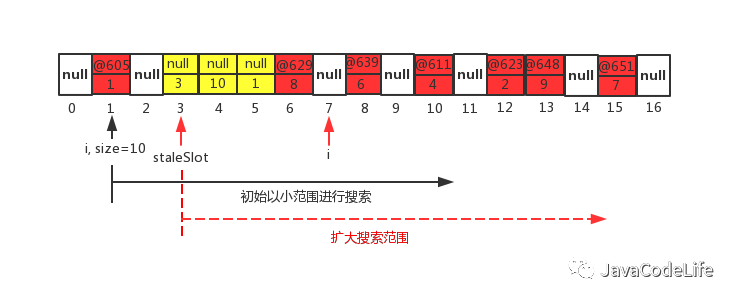 null @605 1 null null 3 null 10 null 1 @629 8 null @639 6 null @611 4 null @623 2 @648 9 null @651 7 null
0 1 2 3 4 5 6 7 8 9 10 11 12 13 14 15 16
i, size=10
staleSlot
i
初始以小范围进行搜索
扩大搜索范围
JavaCodeLife